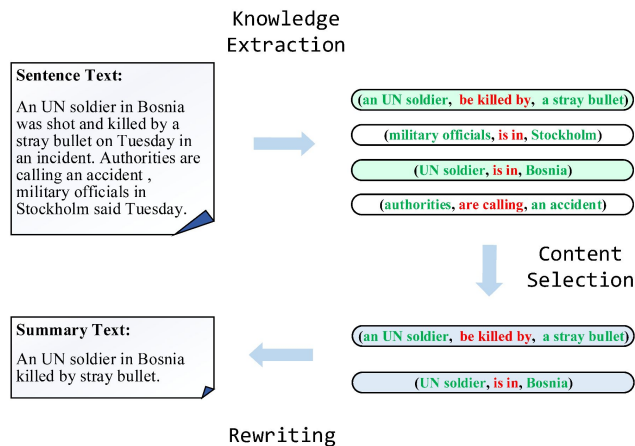 Knowledge
Extraction
Sentence Text:
An UN soldier in Bosnia
was shot and killed by a
stray bullet on Tuesday in
an incident. Authorities are
calling an accident ,
military officials in
Stockholm said Tuesday.
(an UN soldier, be killed by, a stray bullet)
(military officials, is in, Stockholm)
(UN soldier, is in, Bosnia)
(authorities, are calling, an accident)
Content
Selection
(an UN soldier, be killed by, a stray bullet)
(UN soldier, is in, Bosnia)
Summary Text:
An UN soldier in Bosnia
killed by stray bullet.
Rewriting